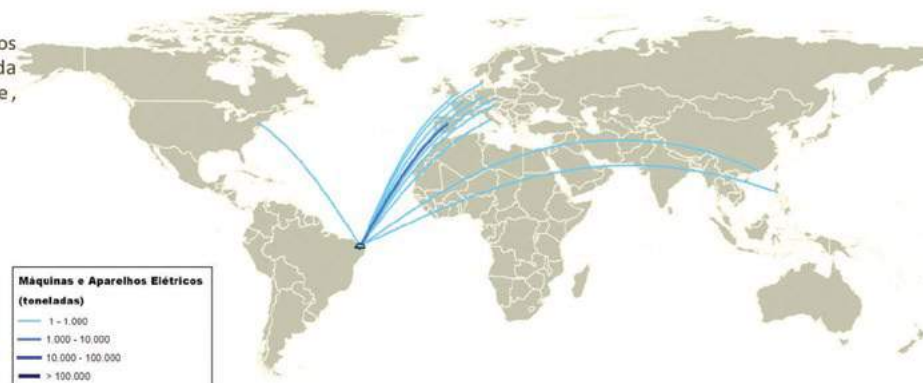 os
da
e,
Máquinas e Aparelhos Elétricos
(toneladas)
1 - 1.000
1.000 - 10.000
10.000 - 100.000
> 100.000